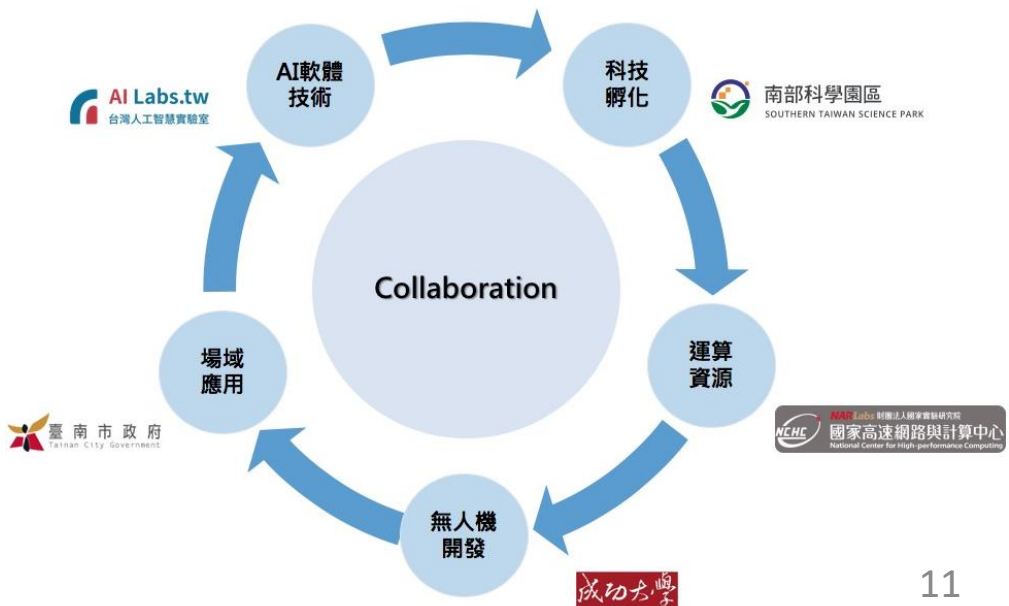 AI軟體
技術
科技
孵化
AI Labs.tw
台灣人工智慧實驗室
南部科學園區
SOUTHERN TAIWAN SCIENCE PARK
Collaboration
場域
應用
運算
資源
臺南市政府
Tainan City Government
NARLabs 財團法人國家實驗研究院
NCHC
國家高速網路與計算中心
National Center for High-performance Computing
無人機
開發
成功大學
11